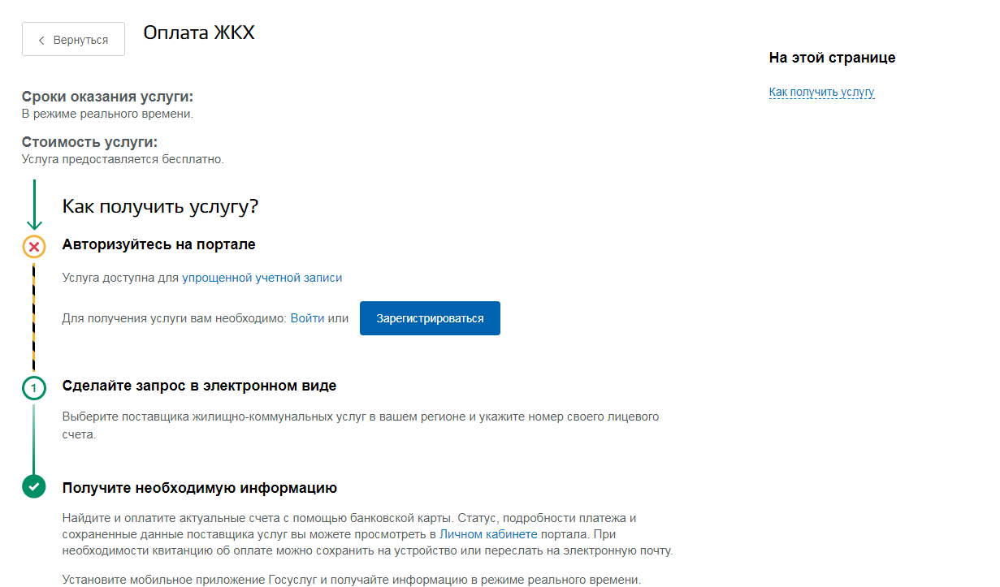 Вернуться
Оплата ЖКХ
На этой странице
Как получить услугу
Сроки оказания услуги:
В режиме реального времени.
Стоимость услуги:
Услуга предоставляется бесплатно.
Как получить услугу?
Авторизуйтесь на портале
Услуга доступна для упрощенной учетной записи
Для получения услуги вам необходимо: Войти или Зарегистрироваться
1
Сделайте запрос в электронном виде
Выберите поставщика жилищно-коммунальных услуг в вашем регионе и укажите номер своего лицевого
счета.
Получите необходимую информацию
Найдите и оплатите актуальные счета с помощью банковской карты. Статус, подробности платежа и
сохраненные данные поставщика услуг вы можете просмотреть в Личном кабинете портала. При
необходимости квитанцию об оплате можно сохранить на устройство или переслать на электронную почту.
Установите мобильное приложение Госуслуг и получайте информацию в режиме реального времени.